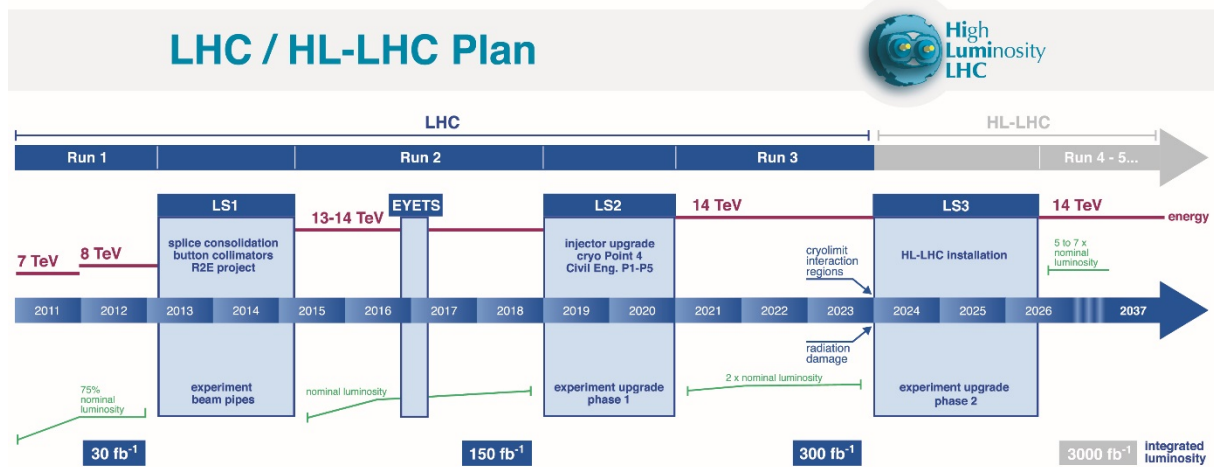 LHC / HL-LHC Plan
High
Luminosity
LHC
LHC
HL-LHC
Run 1
Run 2
Run 3
Run 4 - 5...
LS1
EYETS
LS2
LS3
13-14 TeV
14 TeV
14 TeV
energy
7 TeV
8 TeV
splice consolidation
button collimators
R2E project
injector upgrade
cryo Point 4
Civil Eng. P1-P5
cryolimit
interaction
regions
HL-LHC installation
5 to 7 x
nominal
luminosity
2011
2012
2013
2014
2015
2016
2017
2018
2019
2020
2021
2022
2023
2024
2025
2026
2037
radiation
damage
75%
nominal
luminosity
experiment
beam pipes
nominal luminosity
experiment upgrade
phase 1
2 x nominal luminosity
experiment upgrade
phase 2
30 fb⁻¹
150 fb⁻¹
300 fb⁻¹
3000 fb⁻¹
integrated
luminosity